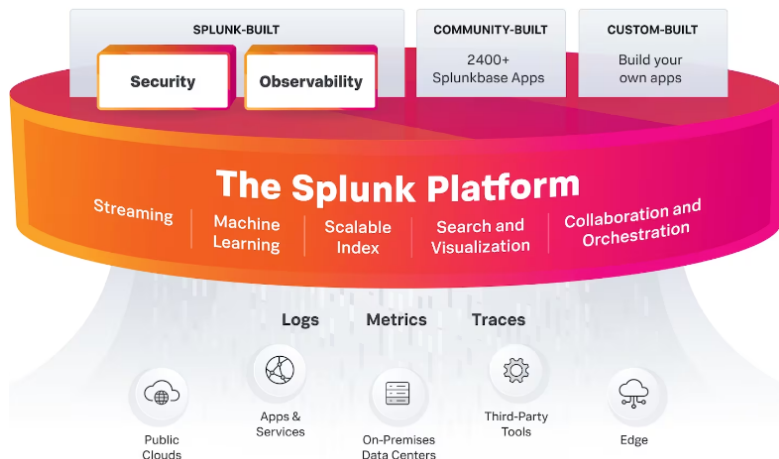 SPLUNK-BUILT
Security
Observability
COMMUNITY-BUILT
2400+
Splunkbase Apps
CUSTOM-BUILT
Build your
own apps
The Splunk Platform
Streaming
Machine
Learning
Scalable
Index
Search and
Visualization
Collaboration and
Orchestration
Logs
Metrics
Traces
Public
Clouds
Apps &
Services
On-Premises
Data Centers
Third-Party
Tools
Edge